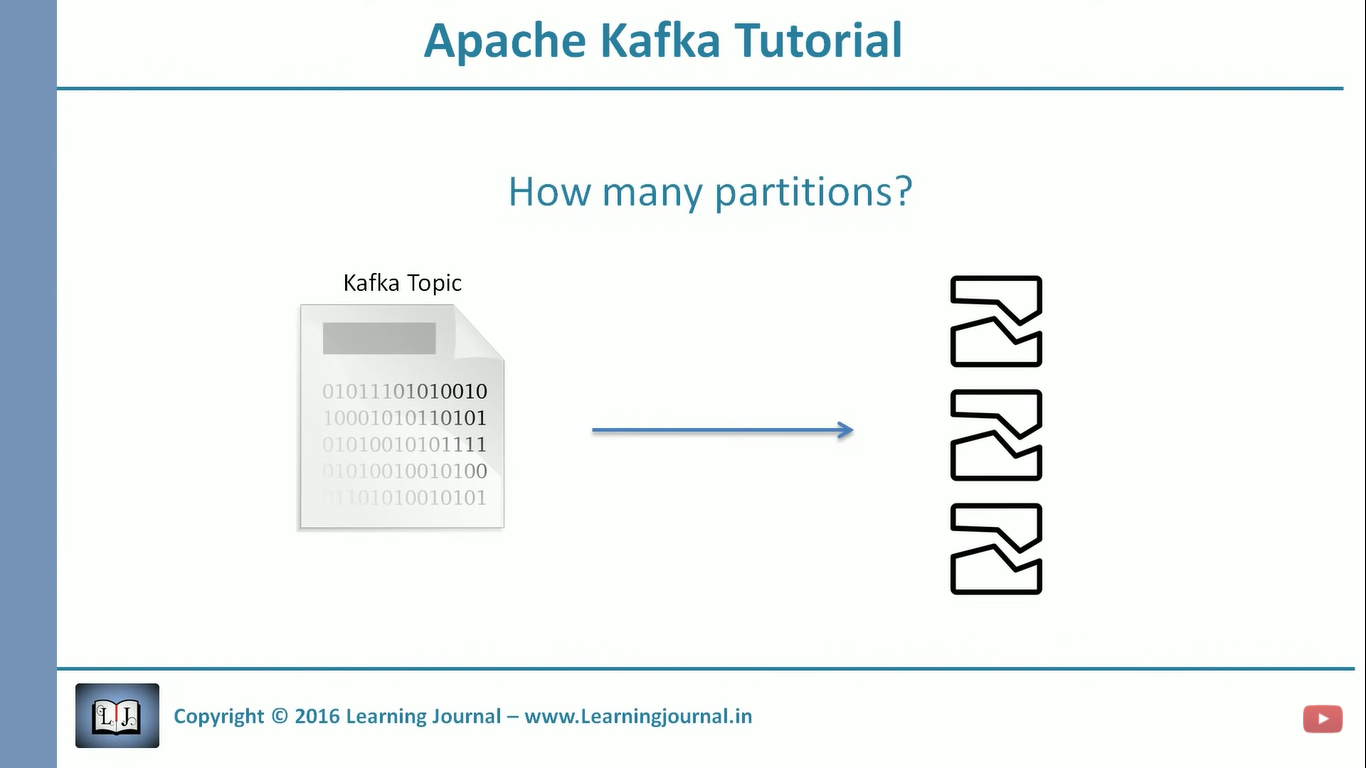 Apache Kafka Tutorial
How many partitions?
Kafka Topic
01011101010010
10001010110101
01010010101111
01010010010100
01101010010101
LJ
Copyright © 2016 Learning Journal – www.Learningjournal.in